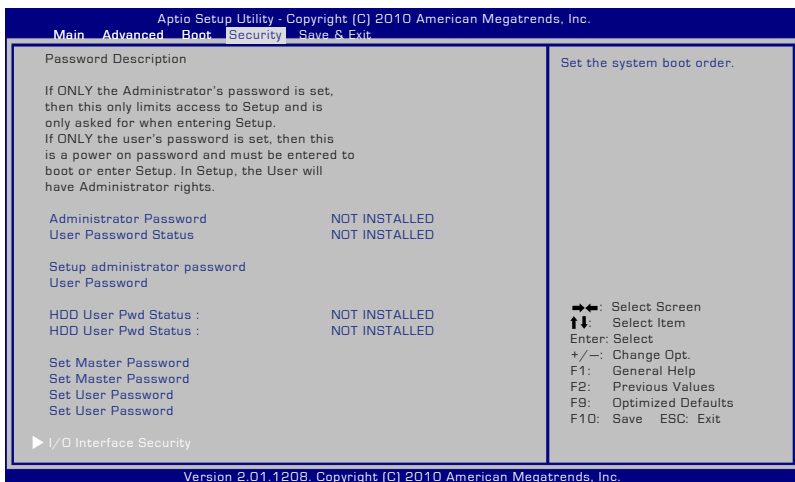 Aptio Setup Utility - Copyright (C) 2010 American Megatrends, Inc.
Main Advanced Boot Security Save & Exit
Password Description
If ONLY the Administrator's password is set,
then this only limits access to Setup and is
only asked for when entering Setup.
If ONLY the user's password is set, then this
is a power on password and must be entered to
boot or enter Setup. In Setup, the User will
have Administrator rights.
Administrator Password NOT INSTALLED
User Password Status NOT INSTALLED
Setup administrator password
User Password
HDD User Pwd Status : NOT INSTALLED
HDD User Pwd Status : NOT INSTALLED
Set Master Password
Set Master Password
Set User Password
Set User Password
▶ I/O Interface Security
Set the system boot order.
→←: Select Screen
↑↓: Select Item
Enter: Select
+/—: Change Opt.
F1: General Help
F2: Previous Values
F9: Optimized Defaults
F10: Save ESC: Exit
Version 2.01.1208. Copyright (C) 2010 American Megatrends, Inc.